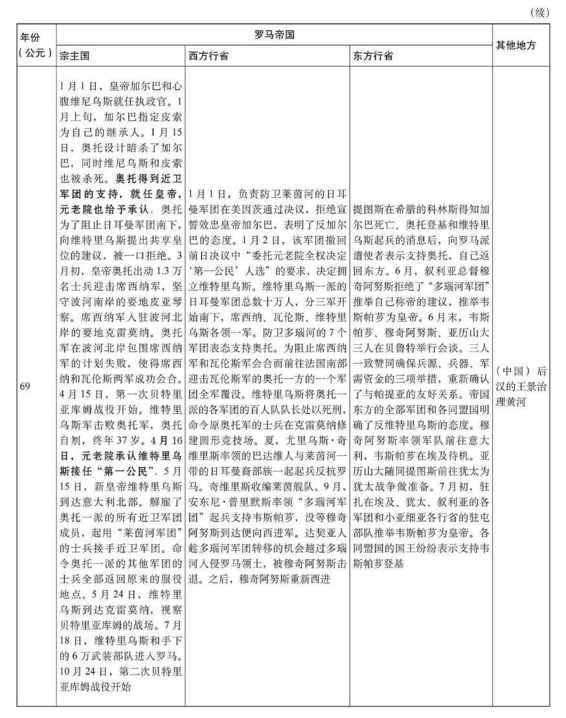 （续）
年份
（公元）
罗马帝国
其他地方
宗主国
西方行省
东方行省
69
1月1日，皇帝加尔巴和心
腹维尼乌斯就任执政官。1
月上旬，加尔巴指定皮索
为自己的继承人。1月15
日，奥托设计暗杀了加尔
巴，同时维尼乌斯和皮索
也被杀死。奥托得到近卫
军团的支持，就任皇帝，
元老院也给予承认。奥托
为了阻止日耳曼军团南下，
向维特里乌斯提出共享皇
位的建议，被一口拒绝。3
月初，皇帝奥托出动1.3万
名士兵迎击席西纳军，坚
守波河南岸的要地皮亚琴
察。席西纳军入驻波河北
岸的要地克雷莫纳。奥托
军在波河北岸包围席西纳
军的计划失败，使得席西
纳和瓦伦斯两军成功会合。
4月15日，第一次贝特里
亚库姆战役开始。维特里
乌斯军击败奥托军，奥托
自刎，终年37岁。4月16
日，元老院承认维特里乌
斯接任“第一公民”。5月
15日，新皇帝维特里乌斯
到达意大利北部。解雇了
奥托一派的所有近卫军团
成员，起用“莱茵河军团”
的士兵接手近卫军团。命
令奥托一派的其他军团的
士兵全部返回原来的服役
地点。5月24日，维特里
乌斯到达克雷莫纳，视察
贝特里亚库姆的战场。7月
18日，维特里乌斯和手下
的6万武装部队进入罗马。
10月24日，第二次贝特里
亚库姆战役开始
1月1日，负责防卫莱茵河的日耳
曼军团在美因茨通过决议，拒绝宣
誓效忠皇帝加尔巴，表明了反加尔
巴的态度。1月2日，该军团撤回
前日决议中“委托元老院全权决定
‘第一公民’人选”的要求，决定拥
立维特里乌斯。维特里乌斯一派的
日耳曼军团总数十万人，分三军开
始南下，席西纳、瓦伦斯、维特里
乌斯各领一军。防卫多瑙河的7个
军团表态支持奥托。为阻止席西纳
军和瓦伦斯军会合而前往法国南部
迎击瓦伦斯军的奥托一方的一个军
团全军覆没。维特里乌斯将奥托一
派的各军团的百人队队长处以死刑，
命令原奥托军的士兵在克雷莫纳修
建圆形竞技场。夏，尤里乌斯·奇
维里斯率领的巴达维人与莱茵河一
带的日耳曼裔部族一起起兵反抗罗
马。奇维里斯收编莱茵舰队。9月，
安东尼·普里默斯率领“多瑙河军
团”起兵支持韦斯帕芗，没等穆奇
阿努斯到达便向西进军。达契亚人
趁多瑙河军团转移的机会越过多瑙
河入侵罗马领土，被穆奇阿努斯击
退。之后，穆奇阿努斯重新西进
提图斯在希腊的科林斯得知加
尔巴死亡、奥托登基和维特里
乌斯起兵的消息后，向罗马派
遣使者表示支持奥托，自己返
回东方。6月，叙利亚总督穆
奇阿努斯拒绝了“多瑙河军团”
推举自己称帝的建议，推举韦
斯帕芗为皇帝。6月末，韦斯
帕芗、穆奇阿努斯、亚历山大
三人在贝鲁特举行会谈。三人
一致赞同确保兵源、兵器、军
需资金的三项举措，重新确认
了与帕提亚的友好关系。帝国
东方的全部军团和各同盟国明
确了反维特里乌斯的态度。穆
奇阿努斯率领军队前往意大
利，韦斯帕芗在埃及待机。亚
历山大随同提图斯前往犹太为
犹太战争做准备。7月初，驻
扎在埃及、犹太、叙利亚的各
军团和小亚细亚各行省的驻屯
部队推举韦斯帕芗为皇帝。各
同盟国的国王纷纷表示支持韦
斯帕芗登基
（中国）后
汉的王景治
理黄河